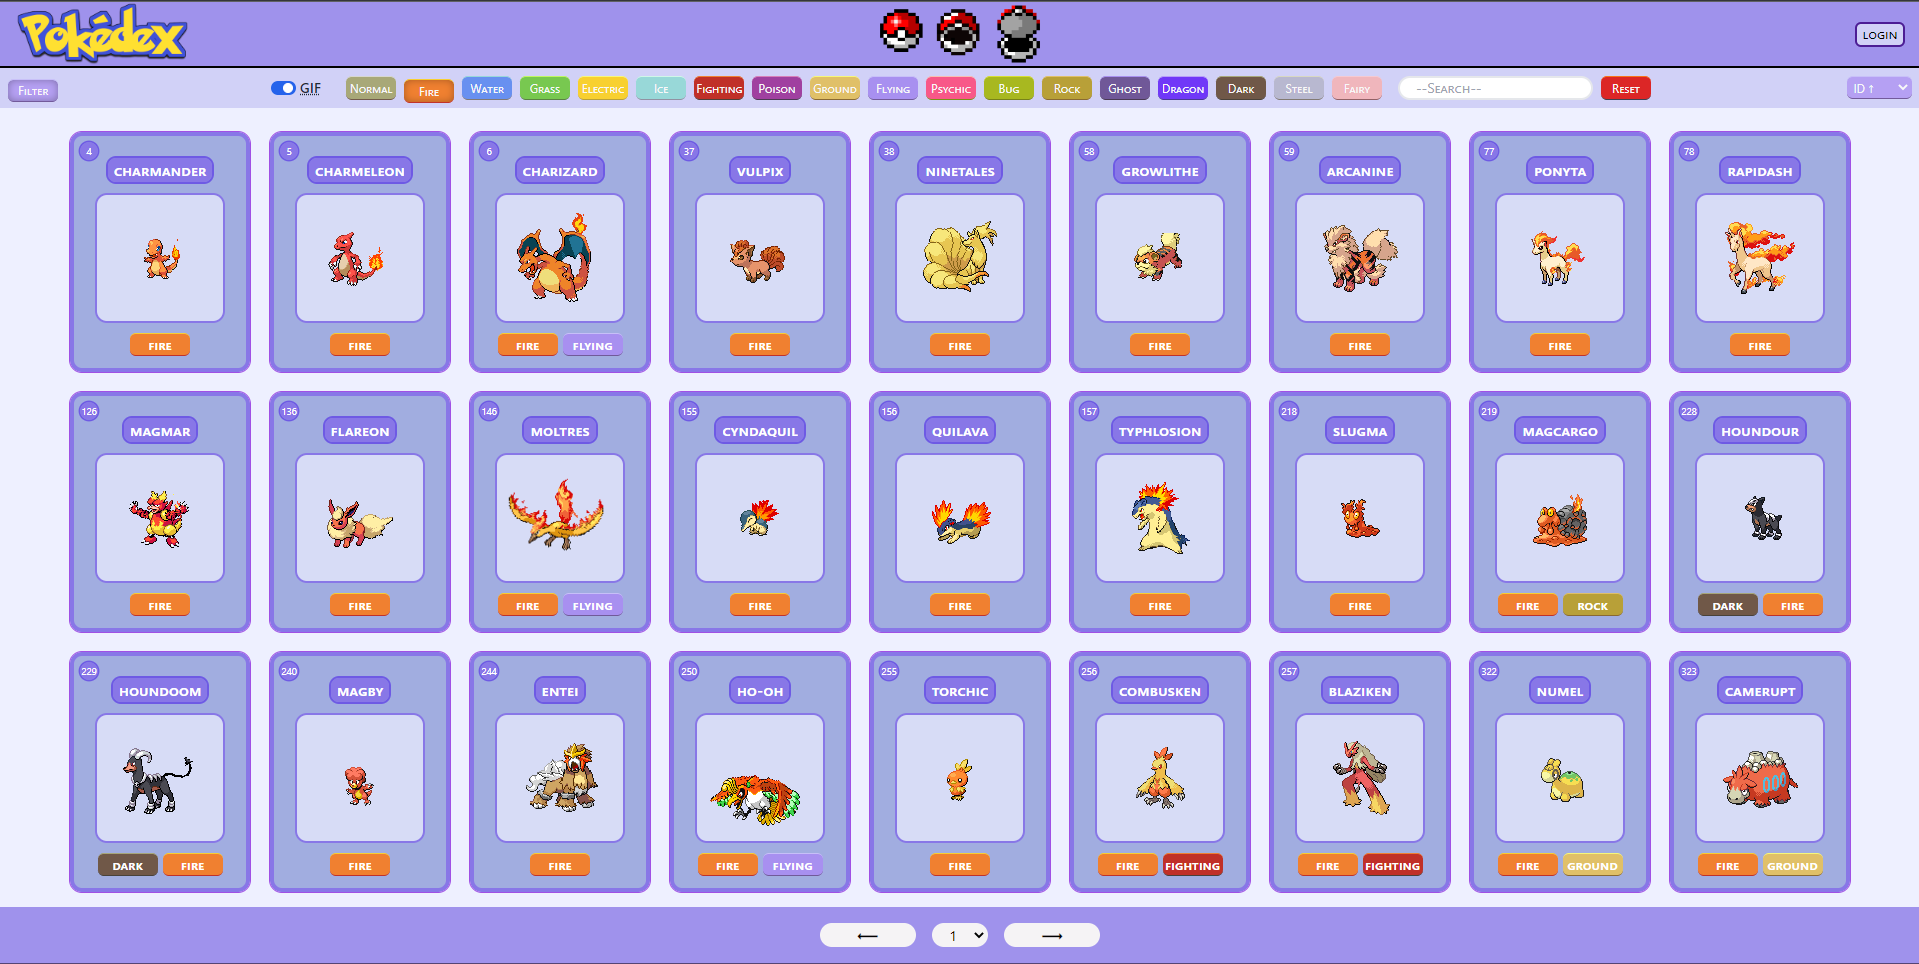 Pokédex
LOGIN
Filter
GIF
Normal
Fire
Water
Grass
Electric
Ice
Fighting
Poison
Ground
Flying
Psychic
Bug
Rock
Ghost
Dragon
Dark
Steel
Fairy
--Search--
Reset
ID ↑
4
CHARMANDER
FIRE
5
CHARMELEON
FIRE
6
CHARIZARD
FIRE FLYING
37
VULPIX
FIRE
38
NINETALES
FIRE
58
GROWLITHE
FIRE
59
ARCANINE
FIRE
77
PONYTA
FIRE
78
RAPIDASH
FIRE
126
MAGMAR
FIRE
136
FLAREON
FIRE
146
MOLTRES
FIRE FLYING
155
CYNDAQUIL
FIRE
156
QUILAVA
FIRE
157
TYPHLOSION
FIRE
218
SLUGMA
FIRE
219
MAGCARGO
FIRE ROCK
228
HOUNDOUR
DARK FIRE
229
HOUNDOOM
DARK FIRE
240
MAGBY
FIRE
244
ENTEI
FIRE
250
HO-OH
FIRE FLYING
255
TORCHIC
FIRE
256
COMBUSKEN
FIRE FIGHTING
257
BLAZIKEN
FIRE FIGHTING
322
NUMEL
FIRE GROUND
323
CAMERUPT
FIRE GROUND
← 1 →